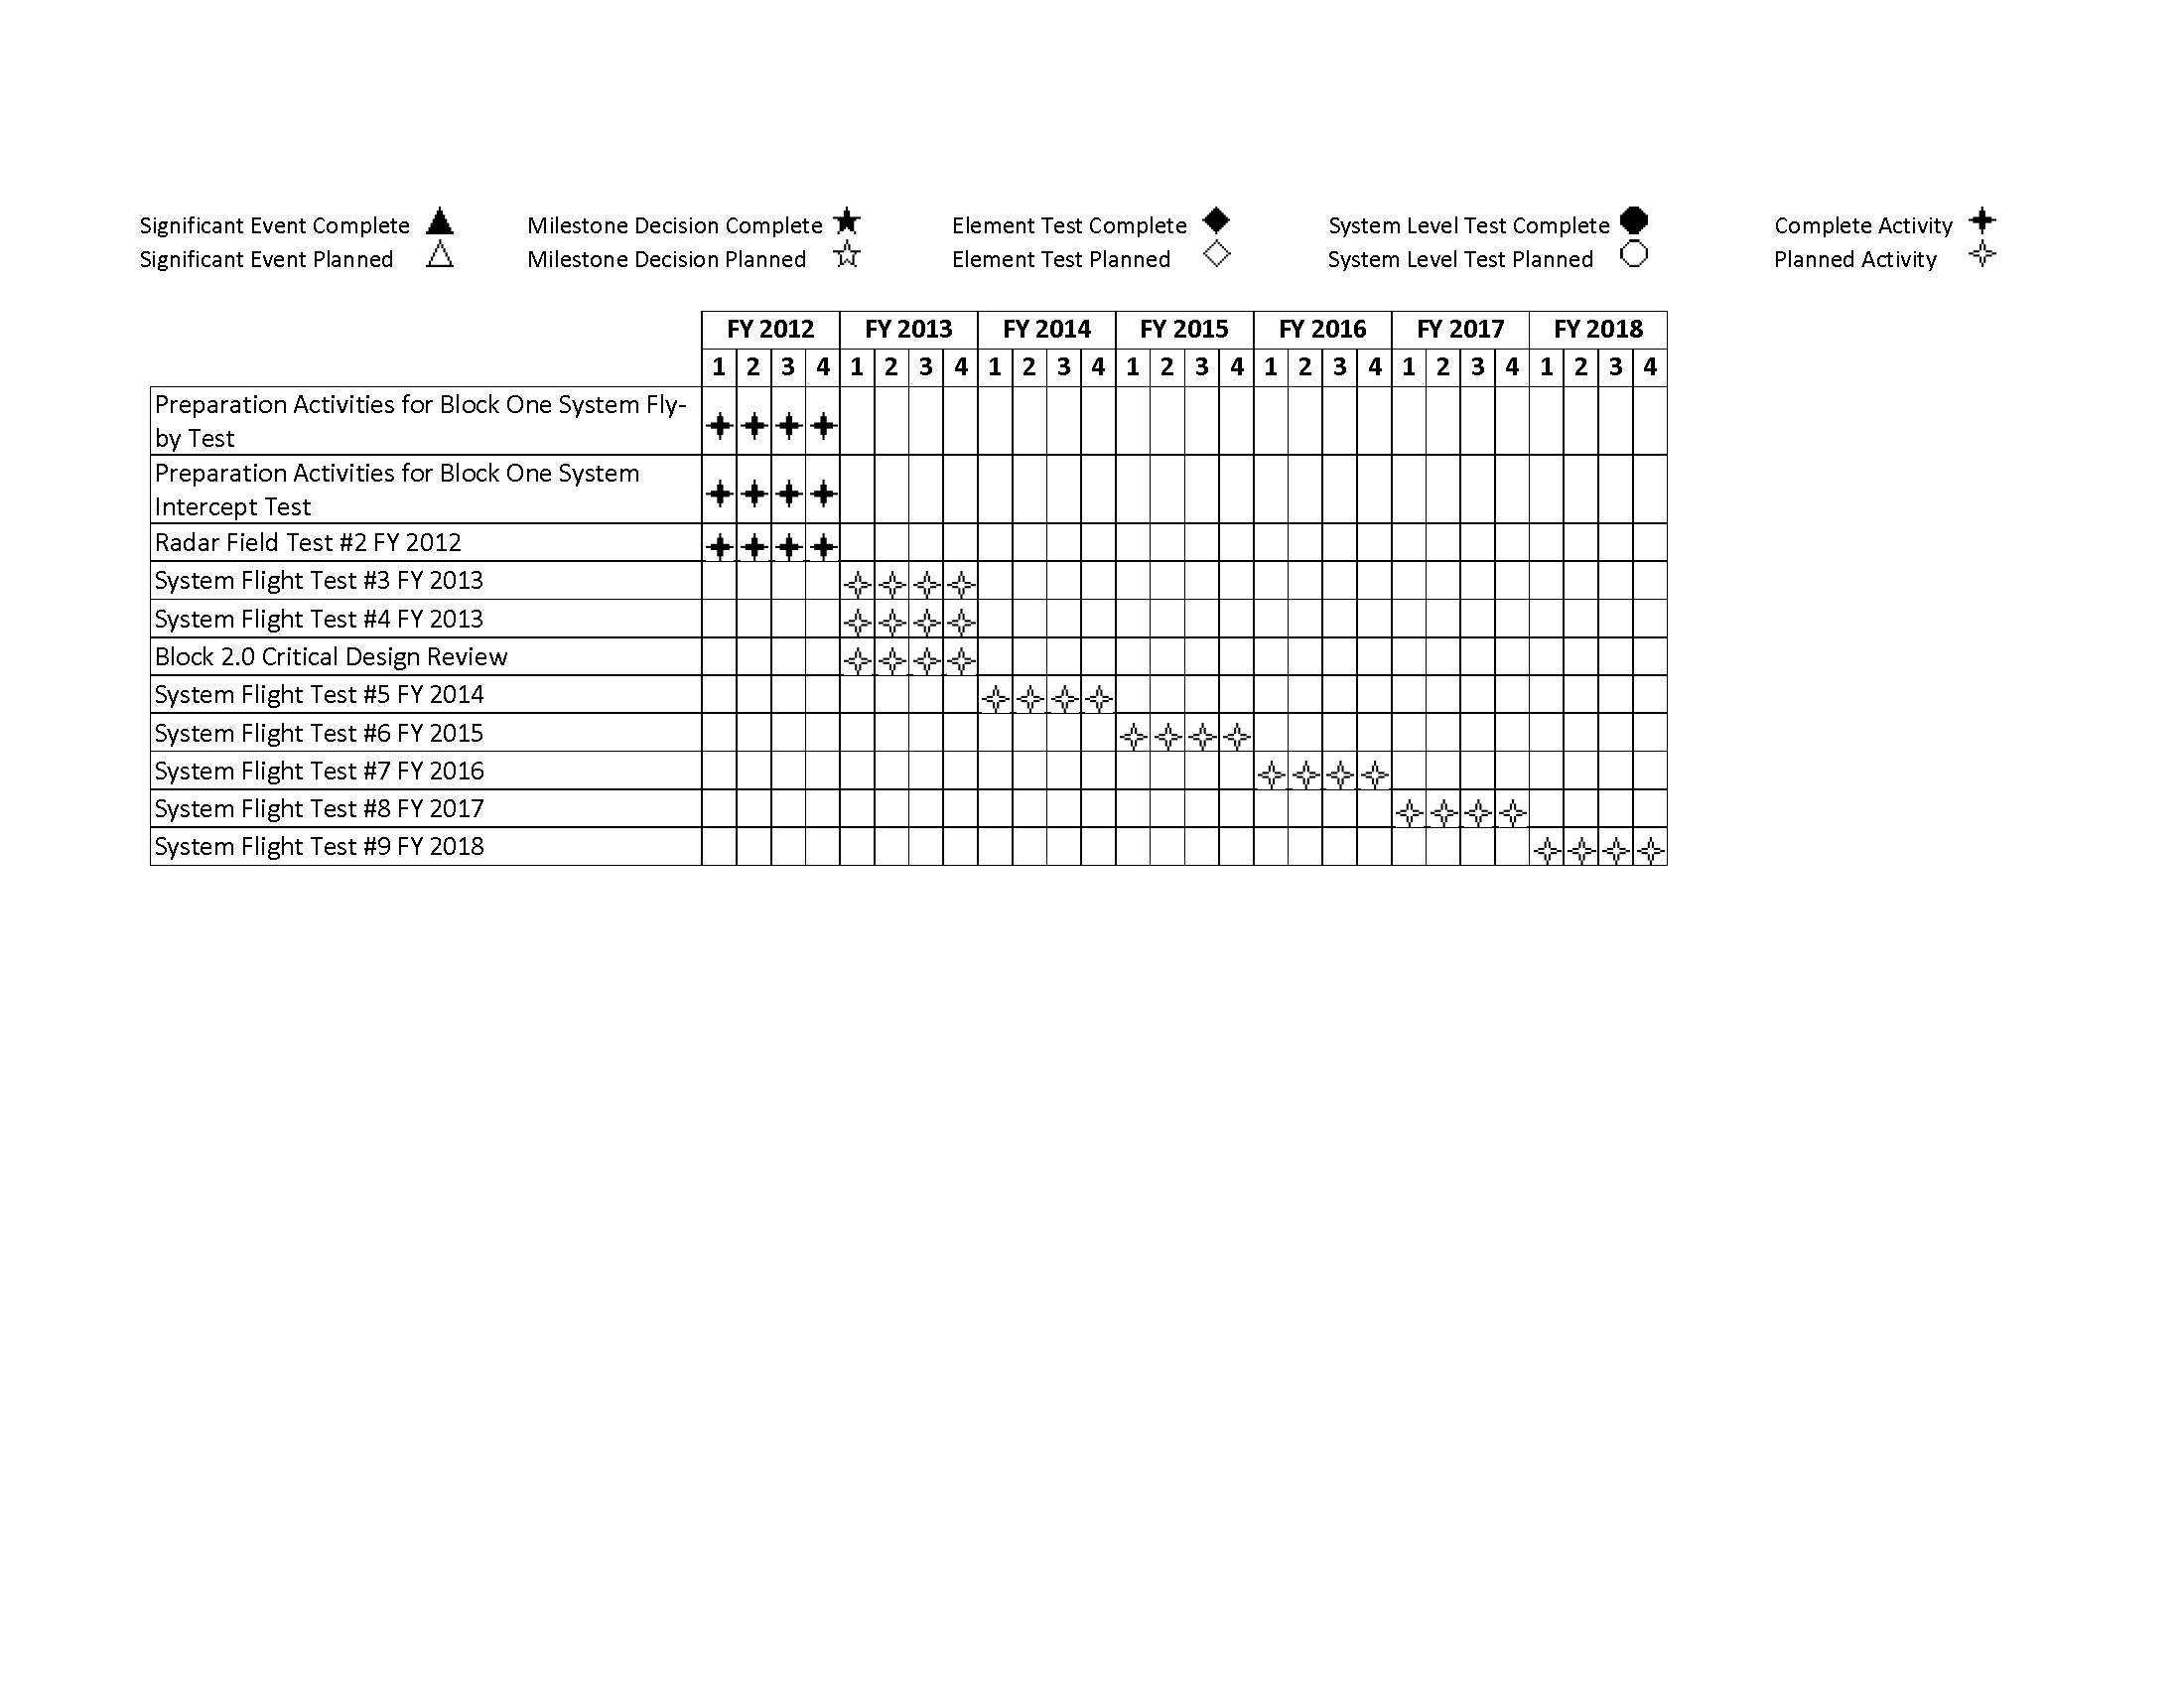 Significant Event Complete Milestone Decision Complete Element Test Complete System Level Test Complete Complete Activity
Significant Event Planned Milestone Decision Planned Element Test Planned System Level Test Planned Planned Activity
FY 2012 FY 2013 FY 2014 FY 2015 FY 2016 FY 2017 FY 2018
1 2 3 4 1 2 3 4 1 2 3 4 1 2 3 4 1 2 3 4 1 2 3 4 1 2 3 4
Preparation Activities for Block One System Fly-
by Test
Preparation Activities for Block One System
Intercept Test
Radar Field Test #2 FY 2012
System Flight Test #3 FY 2013
System Flight Test #4 FY 2013
Block 2.0 Critical Design Review
System Flight Test #5 FY 2014
System Flight Test #6 FY 2015
System Flight Test #7 FY 2016
System Flight Test #8 FY 2017
System Flight Test #9 FY 2018